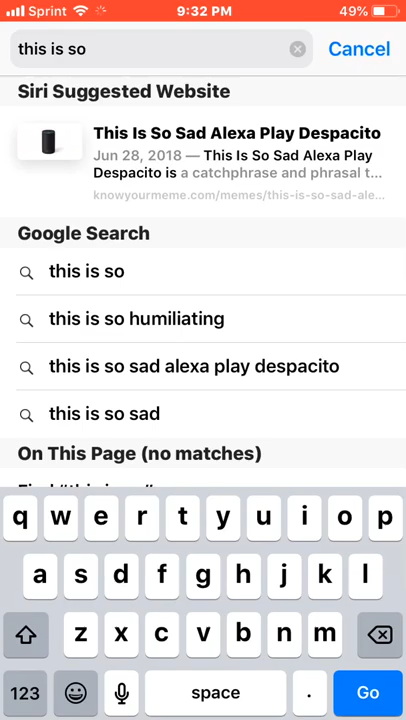 Sprint 9:32 PM 49%
this is so Cancel
Siri Suggested Website
This Is So Sad Alexa Play Despacito
Jun 28, 2018 — This Is So Sad Alexa Play
Despacito is a catchphrase and phrasal t...
knowyourmeme.com/memes/this-is-so-sad-ale...
Google Search
this is so
this is so humiliating
this is so sad alexa play despacito
this is so sad
On This Page (no matches)
q w e r t y u i o p
a s d f g h j k l
z x c v b n m
123 space . Go